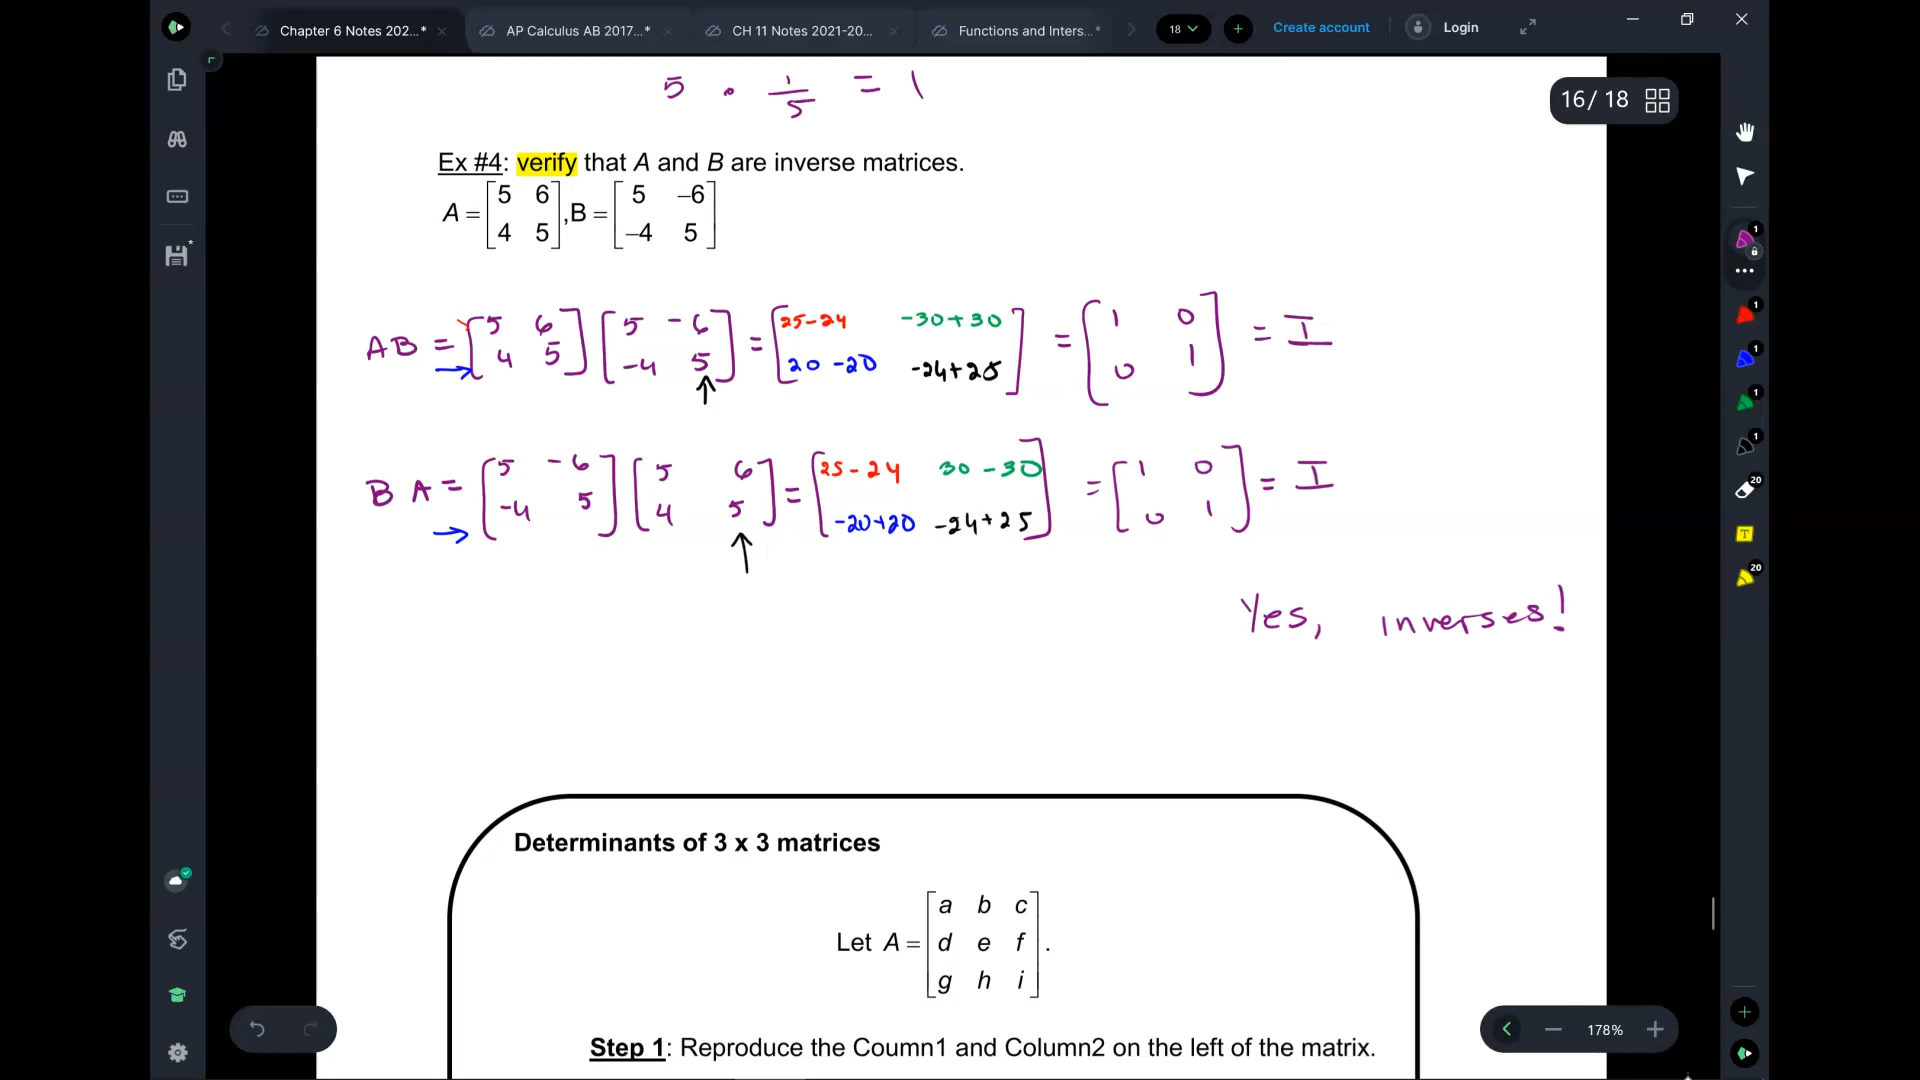 Chapter 6 Notes 202...* AP Calculus AB 2017...* CH 11 Notes 2021-20... Functions and Inters...* 18 Create account Login
16/ 18
5 · 1/5 = 1
Ex #4: verify that A and B are inverse matrices.
A = [5 6; 4 5], B = [5 −6; −4 5]
AB = [5 6; 4 5] [5 -6; -4 5] = [25-24 -30+30; 20-20 -24+25] = [1 0; 0 1] = I
BA = [5 -6; -4 5] [5 6; 4 5] = [25-24 30-30; -20+20 -24+25] = [1 0; 0 1] = I
Yes, inverses!
Determinants of 3 x 3 matrices
Let A = [a b c; d e f; g h i].
Step 1: Reproduce the Coumn1 and Column2 on the left of the matrix.
178%
1
1
1
1
1
20
T
20